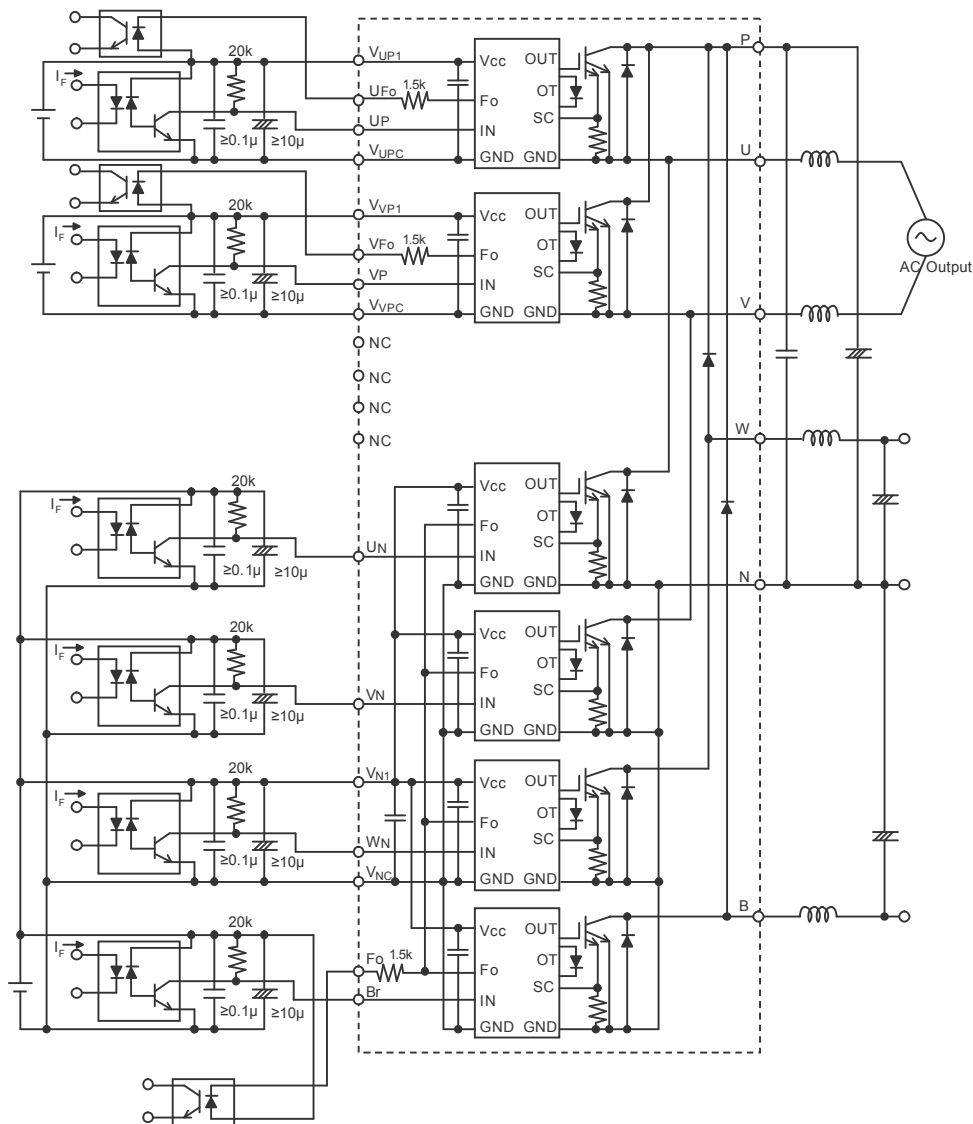 20k
I_F
≥0.1µ
≥10µ
V_UP1
UFo
1.5k
UP
V_UPC
Vcc
Fo
IN
GND
OUT
OT
SC
GND
P
U
20k
I_F
≥0.1µ
≥10µ
V_VP1
VFo
1.5k
VP
V_VPC
Vcc
Fo
IN
GND
OUT
OT
SC
GND
V
AC Output
NC
NC
NC
NC
W
20k
I_F
≥0.1µ
≥10µ
UN
Vcc
Fo
IN
GND
OUT
OT
SC
GND
N
20k
I_F
≥0.1µ
≥10µ
VN
Vcc
Fo
IN
GND
OUT
OT
SC
GND
20k
I_F
≥0.1µ
≥10µ
V_N1
WN
V_NC
Vcc
Fo
IN
GND
OUT
OT
SC
GND
B
20k
I_F
≥0.1µ
≥10µ
Fo
1.5k
Br
Vcc
Fo
IN
GND
OUT
OT
SC
GND